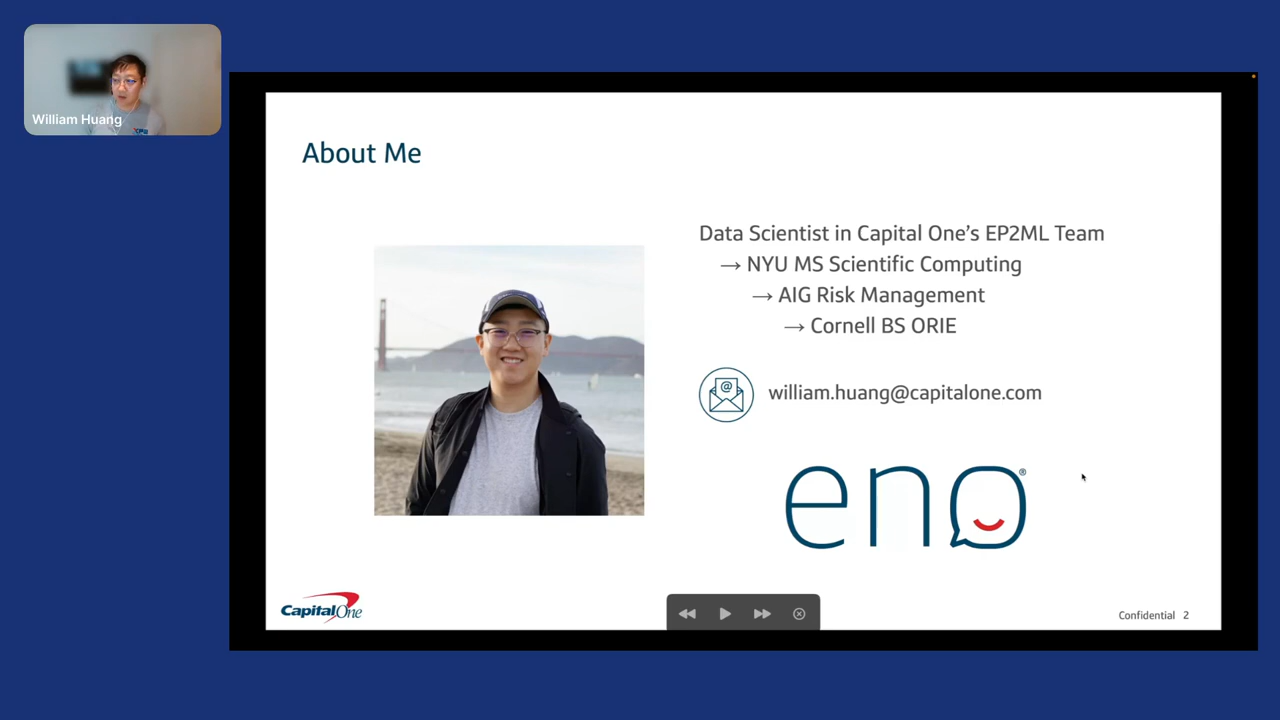 William Huang
About Me
Data Scientist in Capital One’s EP2ML Team
→ NYU MS Scientific Computing
→ AIG Risk Management
→ Cornell BS ORIE
@
william.huang@capitalone.com
eno®
Capital One
Confidential 2